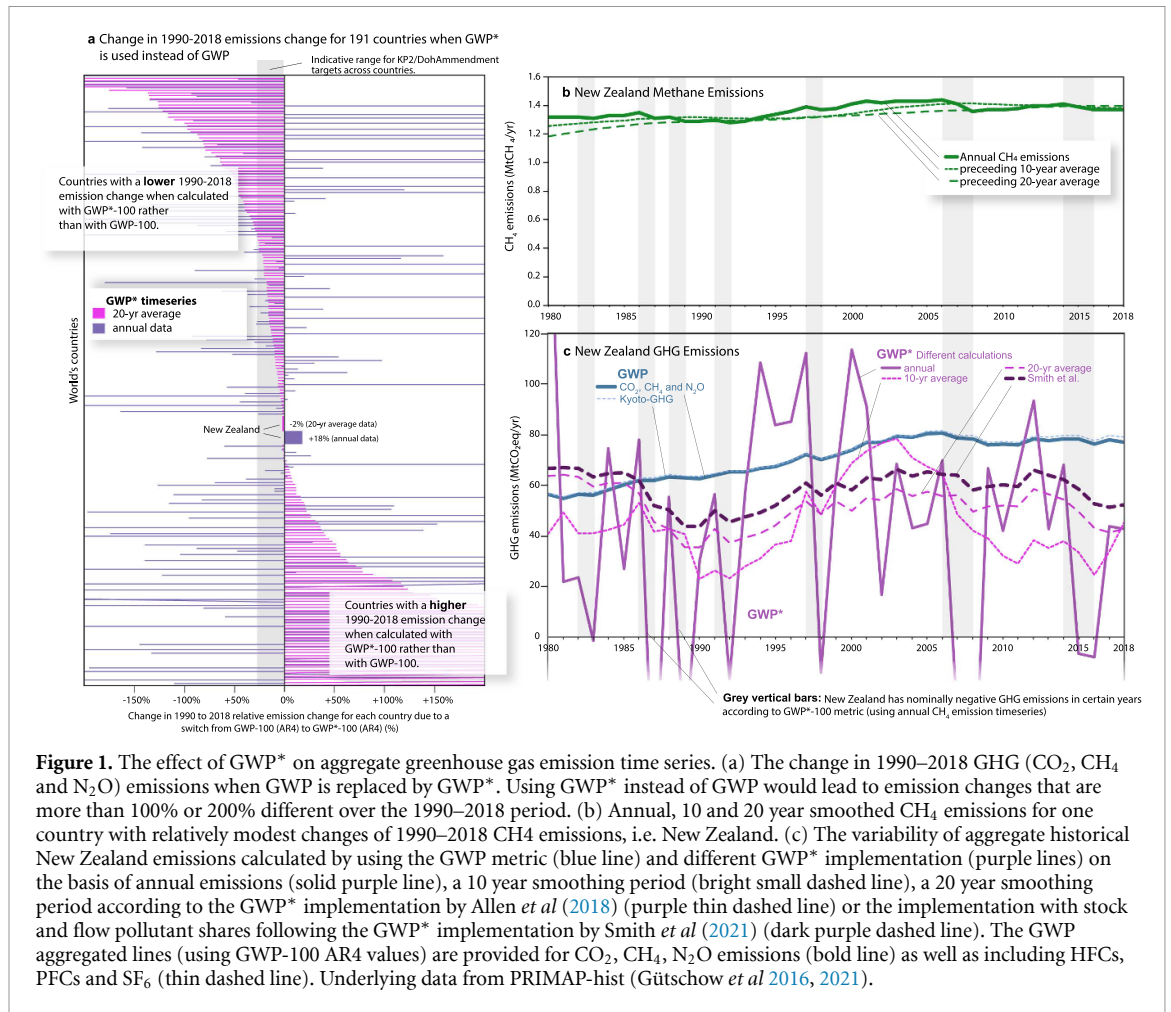 a Change in 1990-2018 emissions change for 191 countries when GWP*
is used instead of GWP
Indicative range for KP2/DohAmmendment
targets across countries.
Countries with a lower 1990-2018
emission change when calculated
with GWP*-100 rather
than with GWP-100.
GWP* timeseries
20-yr average
annual data
World's countries
New Zealand
-2% (20-yr average data)
+18% (annual data)
Countries with a higher
1990-2018 emission change
when calculated with
GWP*-100 rather than
with GWP-100.
-150% -100% +50% 0% +50% +100% +150%
Change in 1990 to 2018 relative emission change for each country due to a
switch from GWP-100 (AR4) to GWP*-100 (AR4) (%)
b New Zealand Methane Emissions
CH4 emissions (MtCH4/yr)
1.6
1.4
1.2
1.0
0.8
0.6
0.4
0.2
0.0
Annual CH4 emissions
preceeding 10-year average
preceeding 20-year average
1980 1985 1990 1995 2000 2005 2010 2018
c New Zealand GHG Emissions
GHG emissions (MtCO2eq/yr)
120
100
80
60
40
20
0
GWP
CO2, CH4 and N2O
Kyoto-GHG
GWP* Different calculations
annual
10-yr average
20-yr average
Smith et al.
GWP*
1980 1985 1990 1995 2000 2005 2010 2018
Grey vertical bars: New Zealand has nominally negative GHG emissions in certain years
according to GWP*-100 metric (using annual CH4 emission timeseries)
Figure 1. The effect of GWP* on aggregate greenhouse gas emission time series. (a) The change in 1990–2018 GHG (CO2, CH4
and N2O) emissions when GWP is replaced by GWP*. Using GWP* instead of GWP would lead to emission changes that are
more than 100% or 200% different over the 1990–2018 period. (b) Annual, 10 and 20 year smoothed CH4 emissions for one
country with relatively modest changes of 1990–2018 CH4 emissions, i.e. New Zealand. (c) The variability of aggregate historical
New Zealand emissions calculated by using the GWP metric (blue line) and different GWP* implementation (purple lines) on
the basis of annual emissions (solid purple line), a 10 year smoothing period (bright small dashed line), a 20 year smoothing
period according to the GWP* implementation by Allen et al (2018) (purple thin dashed line) or the implementation with stock
and flow pollutant shares following the GWP* implementation by Smith et al (2021) (dark purple dashed line). The GWP
aggregated lines (using GWP-100 AR4 values) are provided for CO2, CH4, N2O emissions (bold line) as well as including HFCs,
PFCs and SF6 (thin dashed line). Underlying data from PRIMAP-hist (Gütschow et al 2016, 2021).